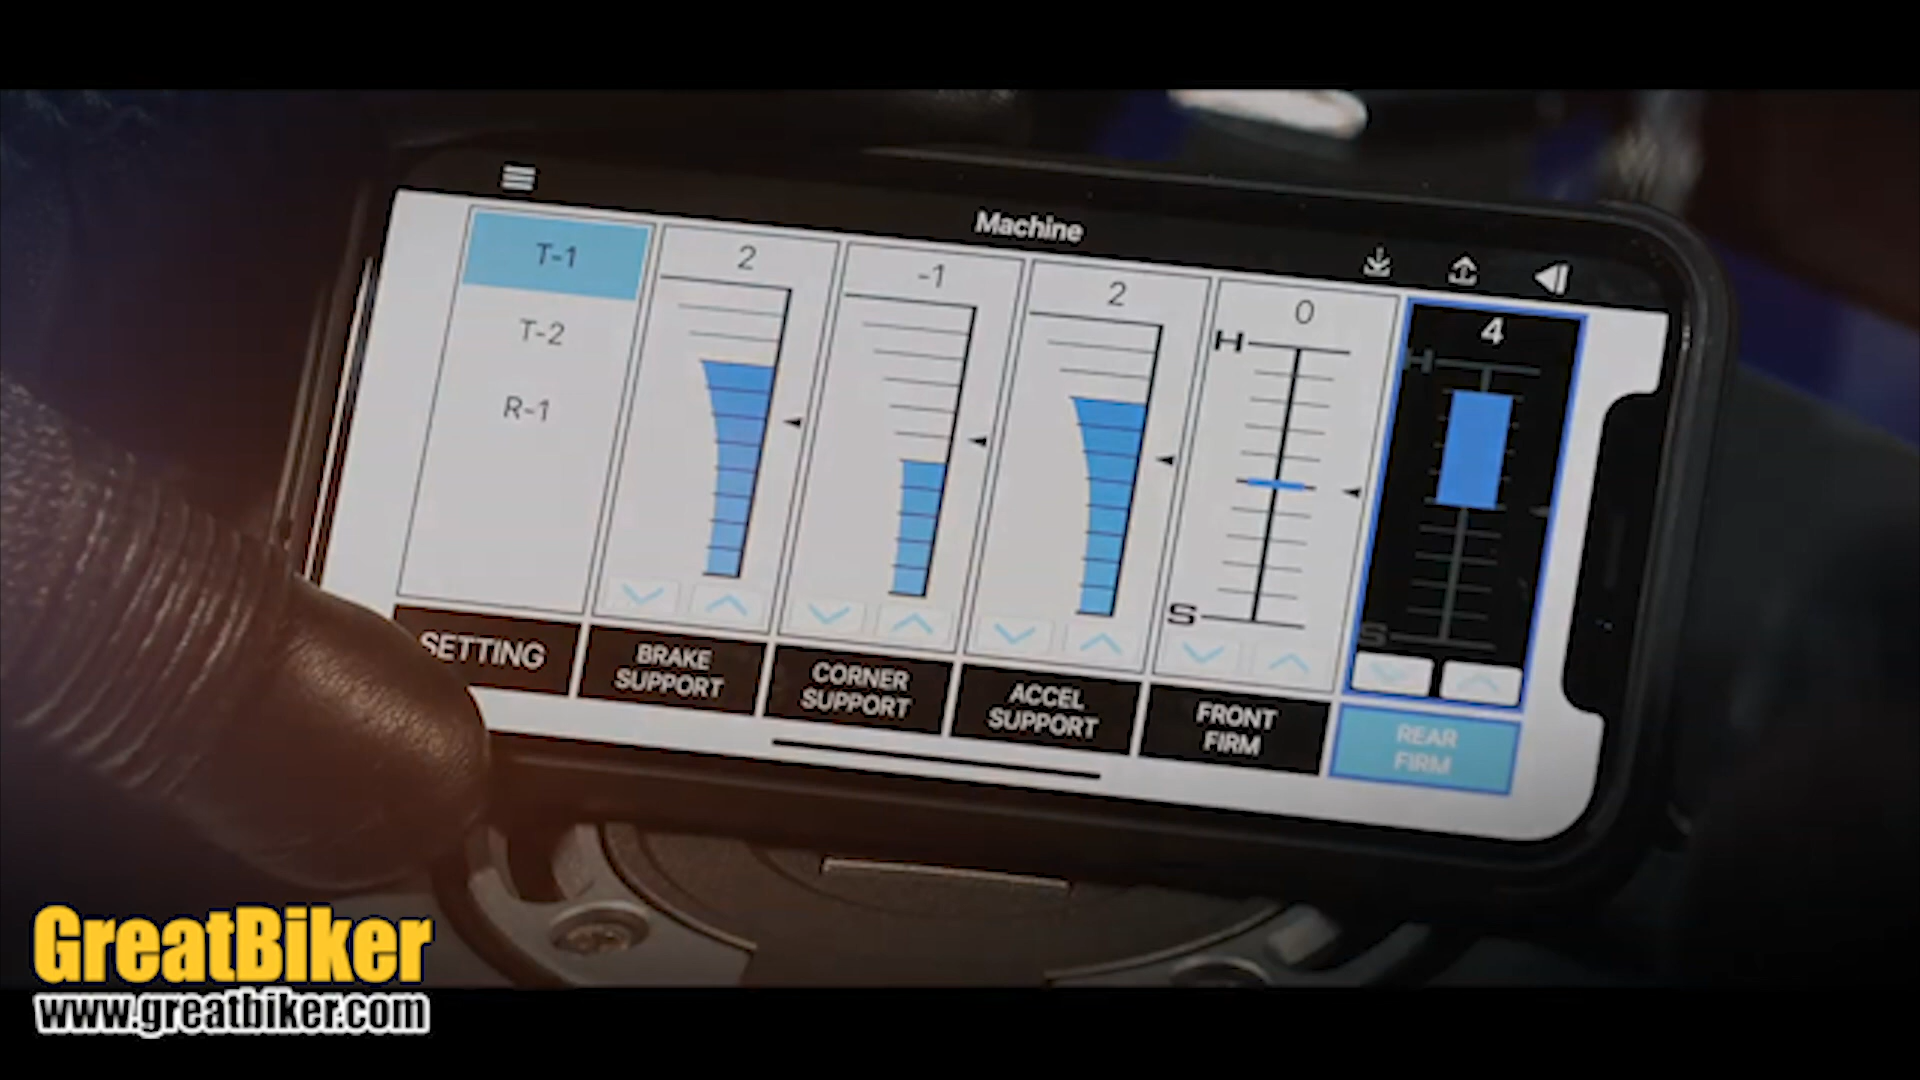 Machine
T-1
T-2
R-1
2
-1
2
0
4
H
S
H
S
SETTING
BRAKE
SUPPORT
CORNER
SUPPORT
ACCEL
SUPPORT
FRONT
FIRM
REAR
FIRM
GreatBiker
www.greatbiker.com